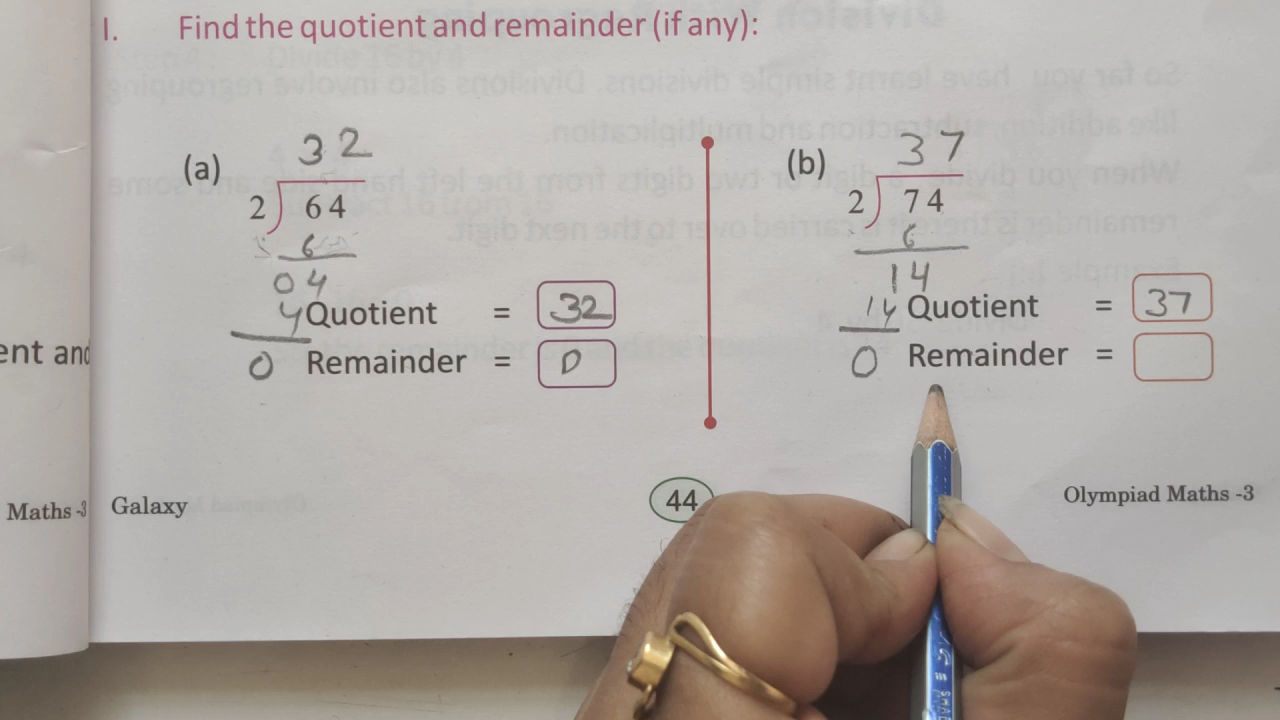 I. Find the quotient and remainder (if any):
(a)
32
2) 64
6
04
4
0
Quotient = 32
Remainder = 0
(b)
37
2) 74
6
14
14
0
Quotient = 37
Remainder =
ent and
Maths -3
Galaxy
44
Olympiad Maths -3